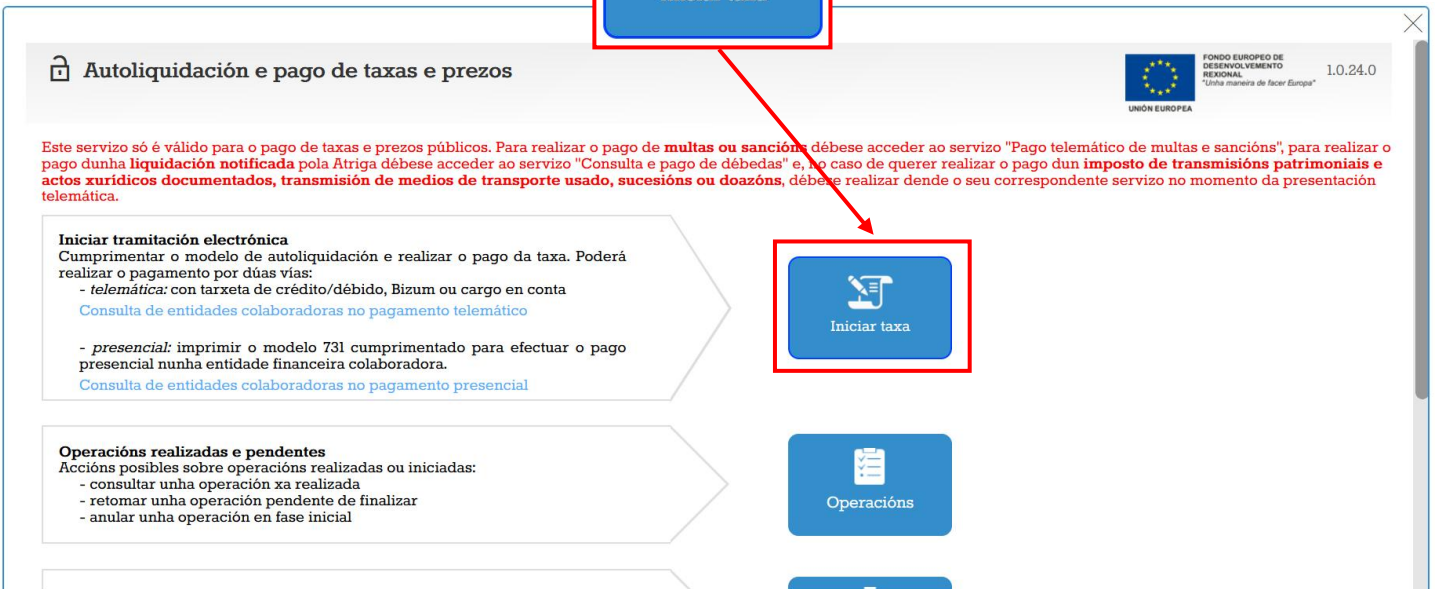 Autoliquidación e pago de taxas e prezos
FONDO EUROPEO DE
DESENVOLVEMENTO
REXIONAL
"Unha maneira de facer Europa"
UNIÓN EUROPEA
1.0.24.0
Este servizo só é válido para o pago de taxas e prezos públicos. Para realizar o pago de multas ou sancións débese acceder ao servizo "Pago telemático de multas e sancións", para realizar o
pago dunha liquidación notificada pola Atriga débese acceder ao servizo "Consulta e pago de débedas" e, no caso de querer realizar o pago dun imposto de transmisións patrimoniais e
actos xurídicos documentados, transmisión de medios de transporte usado, sucesións ou doazóns, débese realizar dende o seu correspondente servizo no momento da presentación
telemática.
Iniciar tramitación electrónica
Cumprimentar o modelo de autoliquidación e realizar o pago da taxa. Poderá
realizar o pagamento por dúas vías:
- telemática: con tarxeta de crédito/débido, Bizum ou cargo en conta
Consulta de entidades colaboradoras no pagamento telemático
- presencial: imprimir o modelo 731 cumprimentado para efectuar o pago
presencial nunha entidade financeira colaboradora.
Consulta de entidades colaboradoras no pagamento presencial
Iniciar taxa
Operacións realizadas e pendentes
Accións posibles sobre operacións realizadas ou iniciadas:
- consultar unha operación xa realizada
- retomar unha operación pendente de finalizar
- anular unha operación en fase inicial
Operacións